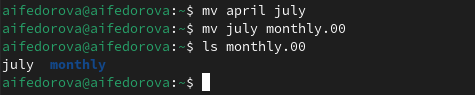 aifedorova@aifedorova:~$ mv april july
aifedorova@aifedorova:~$ mv july monthly.00
aifedorova@aifedorova:~$ ls monthly.00
july  monthly
aifedorova@aifedorova:~$